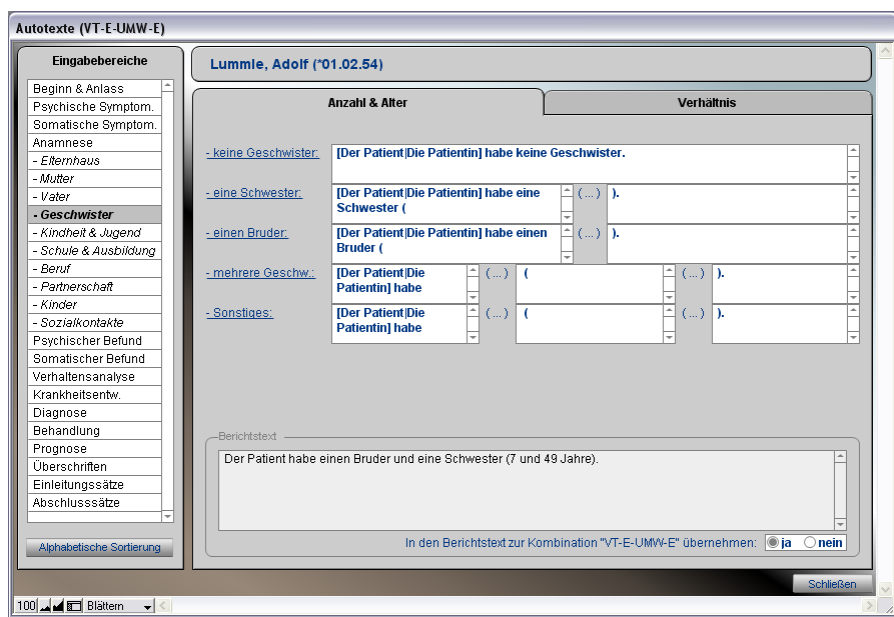 Autotexte (VT-E-UMW-E)
Eingabebereiche
Beginn & Anlass
Psychische Symptom.
Somatische Symptom.
Anamnese
- Elternhaus
- Mutter
- Vater
- Geschwister
- Kindheit & Jugend
- Schule & Ausbildung
- Beruf
- Partnerschaft
- Kinder
- Sozialkontakte
Psychischer Befund
Somatischer Befund
Verhaltensanalyse
Krankheitsentw.
Diagnose
Behandlung
Prognose
Überschriften
Einleitungssätze
Abschlusssätze
Alphabetische Sortierung
Lummle, Adolf (*01.02.54)
Anzahl & Alter Verhältnis
- keine Geschwister: [Der Patient|Die Patientin] habe keine Geschwister.
- eine Schwester: [Der Patient|Die Patientin] habe eine (...) ).
Schwester (
- einen Bruder: [Der Patient|Die Patientin] habe einen (...) ).
Bruder (
- mehrere Geschw.: [Der Patient|Die (...) ( (...) ).
Patientin] habe
- Sonstiges: [Der Patient|Die (...) ( (...) ).
Patientin] habe
Berichtstext
Der Patient habe einen Bruder und eine Schwester (7 und 49 Jahre).
In den Berichtstext zur Kombination "VT-E-UMW-E" übernehmen: ja nein
Schließen
100 Blättern